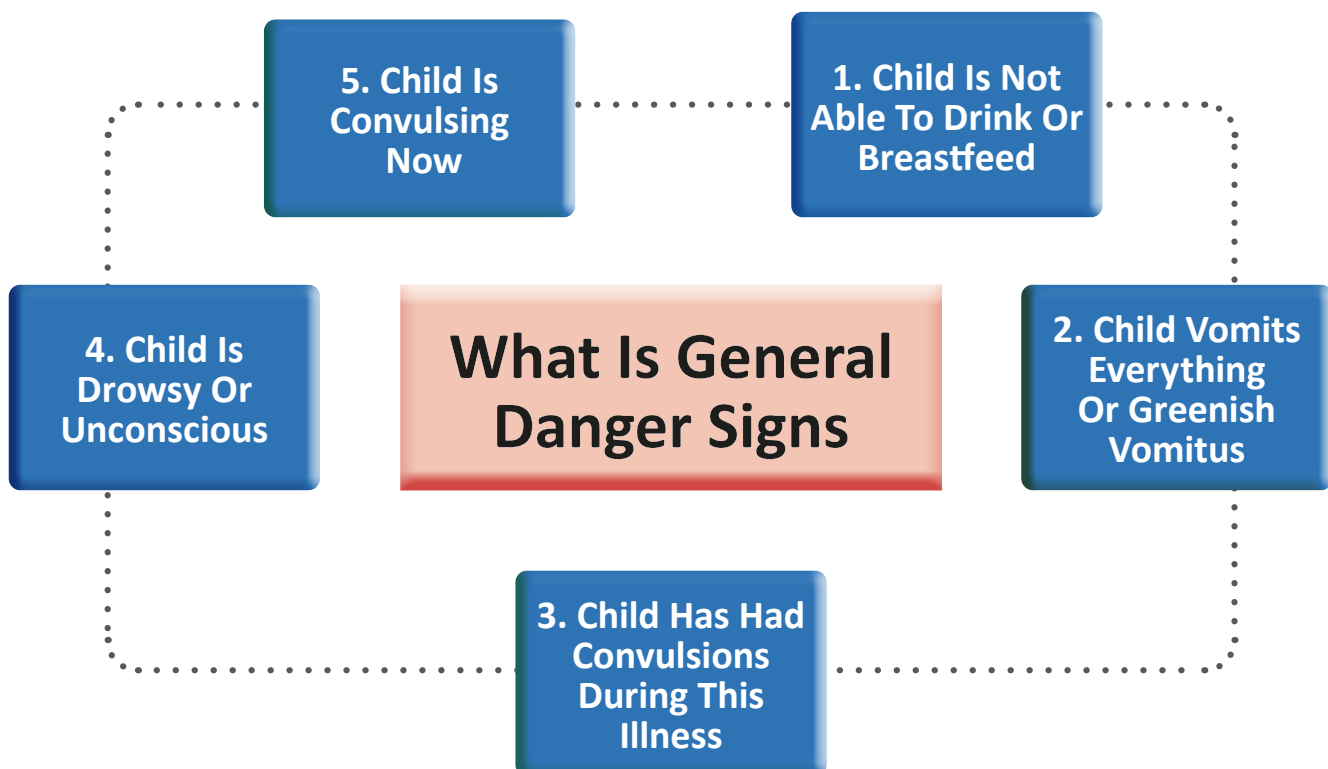 What Is General
Danger Signs
1. Child Is Not
Able To Drink Or
Breastfeed
2. Child Vomits
Everything
Or Greenish
Vomitus
3. Child Has Had
Convulsions
During This
Illness
4. Child Is
Drowsy Or
Unconscious
5. Child Is
Convulsing
Now